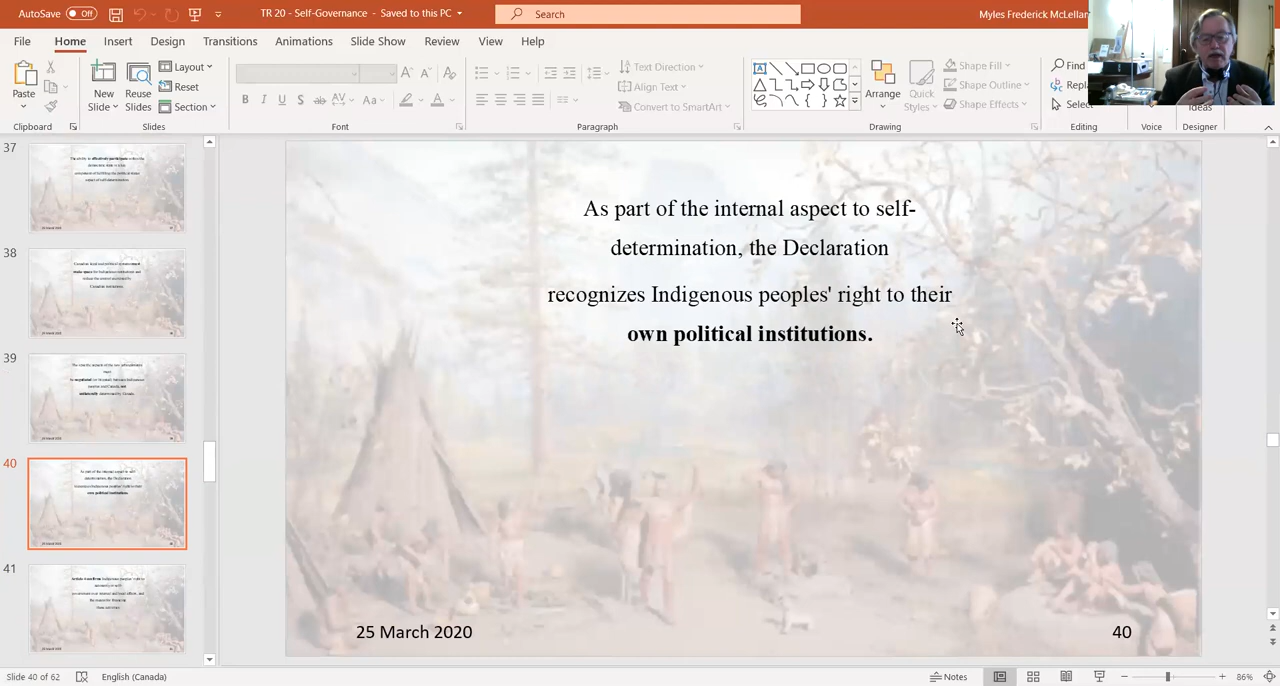 AutoSave Off TR 20 - Self-Governance - Saved to this PC Search Myles Frederick McLellan
File Home Insert Design Transitions Animations Slide Show Review View Help
Paste
Clipboard
New Slide
Reuse Slides
Layout
Reset
Section
Slides
B I U S ab AV Aa A
Font
Text Direction
Align Text
Convert to SmartArt
Paragraph
Arrange
Quick Styles
Shape Fill
Shape Outline
Shape Effects
Drawing
Find
Select
Editing
Voice
Ideas
Designer
37
38
39
40
41
As part of the internal aspect to self-
determination, the Declaration
recognizes Indigenous peoples' right to their
own political institutions.
25 March 2020 40
Slide 40 of 62 English (Canada) Notes 86%